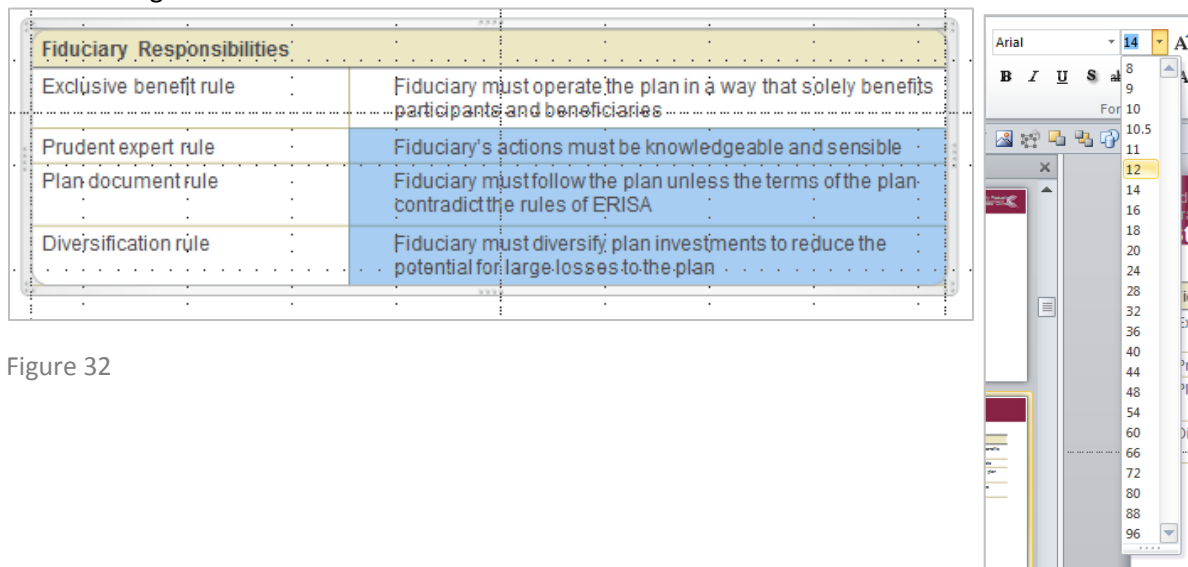 Fiduciary Responsibilities
Exclusive benefit rule
Fiduciary must operate the plan in a way that solely benefits
participants and beneficiaries
Prudent expert rule
Fiduciary's actions must be knowledgeable and sensible
Plan document rule
Fiduciary must follow the plan unless the terms of the plan
contradict the rules of ERISA
Diversification rule
Fiduciary must diversify plan investments to reduce the
potential for large losses to the plan
Figure 32
Arial
14
A
B I U S
8
9
10
10.5
11
12
14
16
18
20
24
28
32
36
40
44
48
54
60
66
72
80
88
96